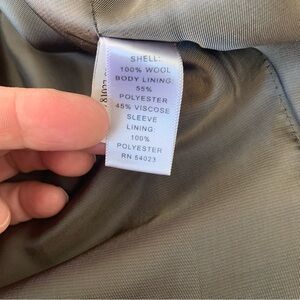 SHELL:
100% WOOL
BODY LINING:
55%
POLYESTER
45% VISCOSE
SLEEVE
LINING:
100%
POLYESTER
RN 54023